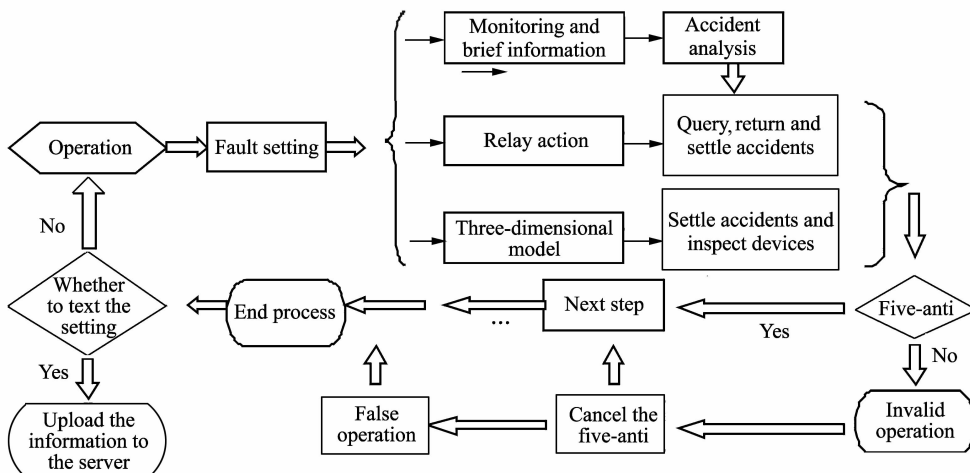 Monitoring and
brief information
Accident
analysis
Operation
Fault setting
Relay action
Query, return and
settle accidents
No
Three-dimensional
model
Settle accidents and
inspect devices
Whether
to text the
setting
End process
...
Next step
Yes
Five-anti
Yes
No
Upload the
information to
the server
False
operation
Cancel the
five-anti
Invalid
operation